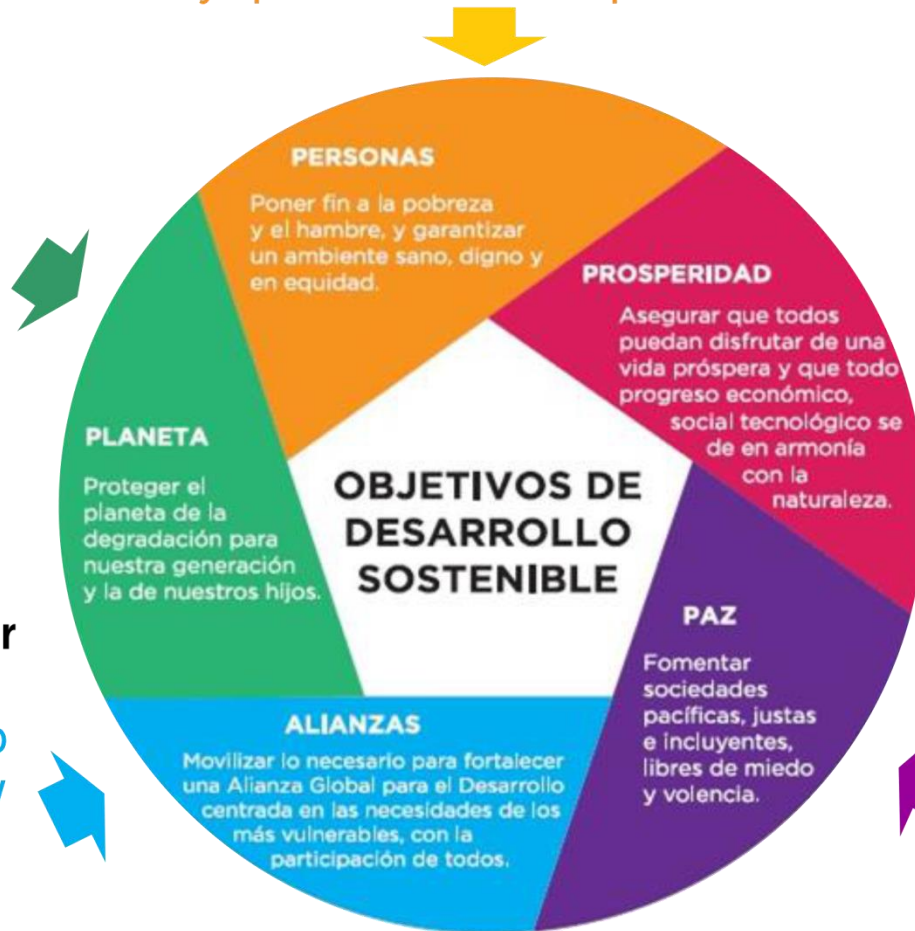 PERSONAS
Poner fin a la pobreza
y el hambre, y garantizar
un ambiente sano, digno y
en equidad.
PROSPERIDAD
Asegurar que todos
puedan disfrutar de una
vida próspera y que todo
progreso económico,
social tecnológico se
de en armonía
con la
naturaleza.
PLANETA
Proteger el
planeta de la
degradación para
nuestra generación
y la de nuestros hijos.
OBJETIVOS DE
DESARROLLO
SOSTENIBLE
PAZ
Fomentar
sociedades
pacíficas, justas
e incluyentes,
libres de miedo
y volencia.
ALIANZAS
Movilizar lo necesario para fortalecer
una Alianza Global para el Desarrollo
centrada en las necesidades de los
más vulnerables, con la
participación de todos.